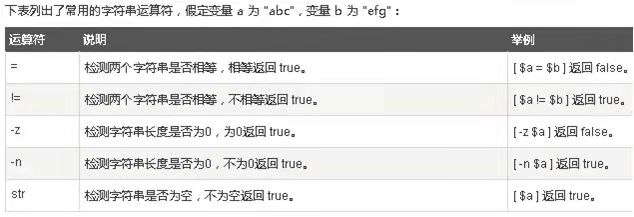 下表列出了常用的字符串运算符，假定变量 a 为 "abc"，变量 b 为 "efg"：
运算符 说明 举例
= 检测两个字符串是否相等，相等返回 true。 [ $a = $b ] 返回 false。
!= 检测两个字符串是否相等，不相等返回 true。 [ $a != $b ] 返回 true。
-z 检测字符串长度是否为0，为0返回 true。 [ -z $a ] 返回 false。
-n 检测字符串长度是否为0，不为0返回 true。 [ -n $a ] 返回 true。
str 检测字符串是否为空，不为空返回 true。 [ $a ] 返回 true。